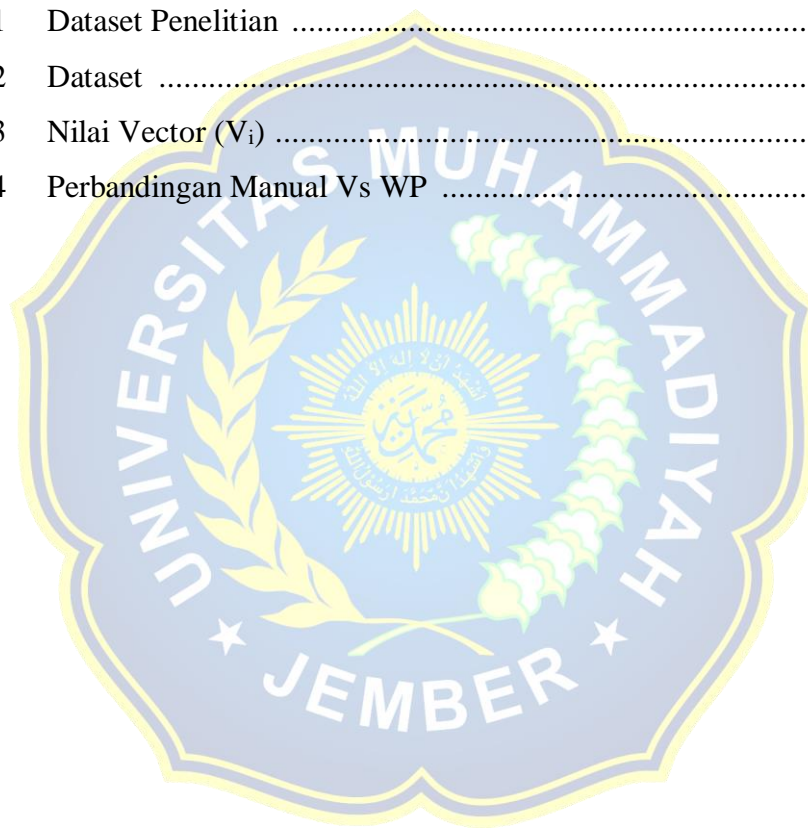 1 Dataset Penelitian ................................................................
2 Dataset ................................................................................
3 Nilai Vector (Vi) ................................................................
4 Perbandingan Manual Vs WP ..............................................
UNIVERSITAS MUHAMMADIYAH
JEMBER